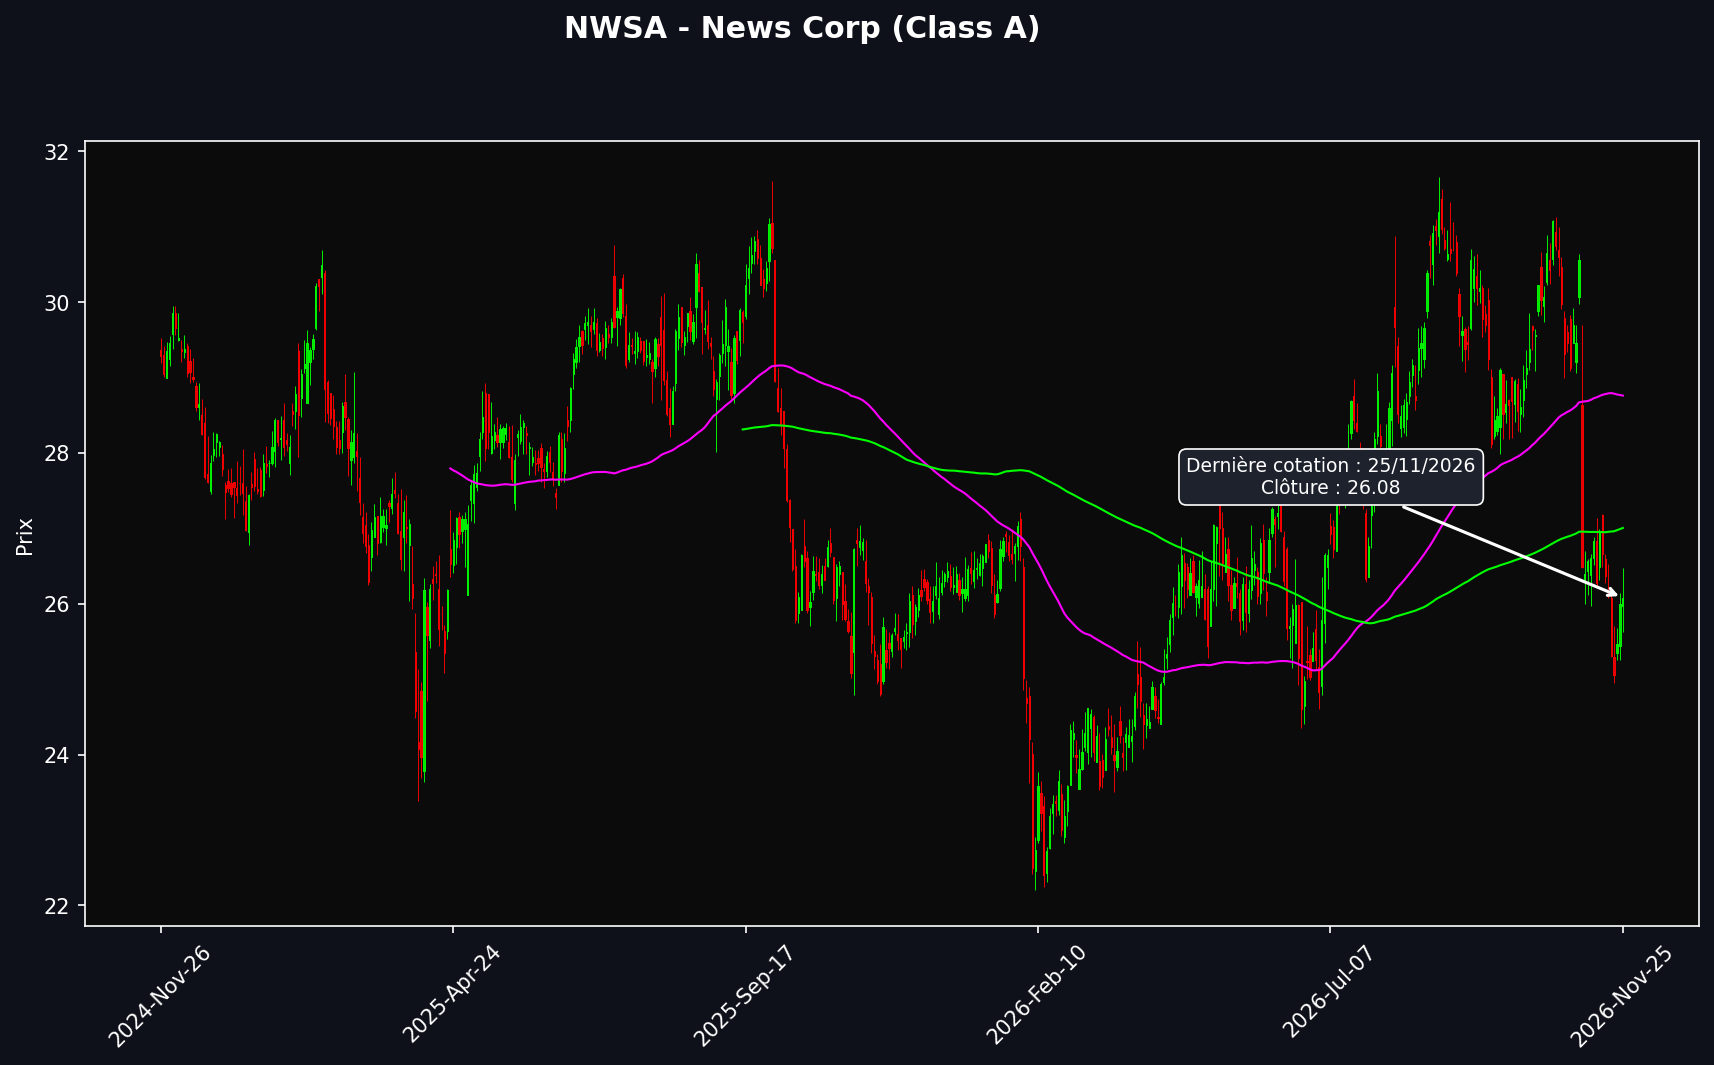 NWSA - News Corp (Class A)
32
30
28
26
24
22
Prix
Dernière cotation : 25/11/2026
Clôture : 26.08
2024-Nov-26
2025-Apr-24
2025-Sep-17
2026-Feb-10
2026-Jul-07
2026-Nov-25